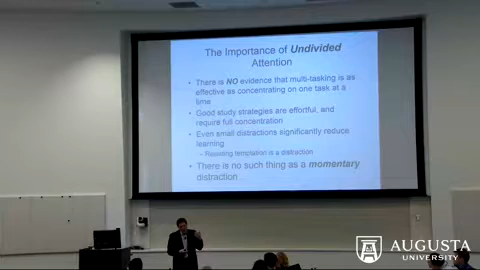 The Importance of Undivided
Attention
• There is NO evidence that multi-tasking is as
effective as concentrating on one task at a
time
• Good study strategies are effortful, and
require full concentration
• Even small distractions significantly reduce
learning
– Resisting temptation is a distraction
• There is no such thing as a momentary
distraction
AUGUSTA
UNIVERSITY